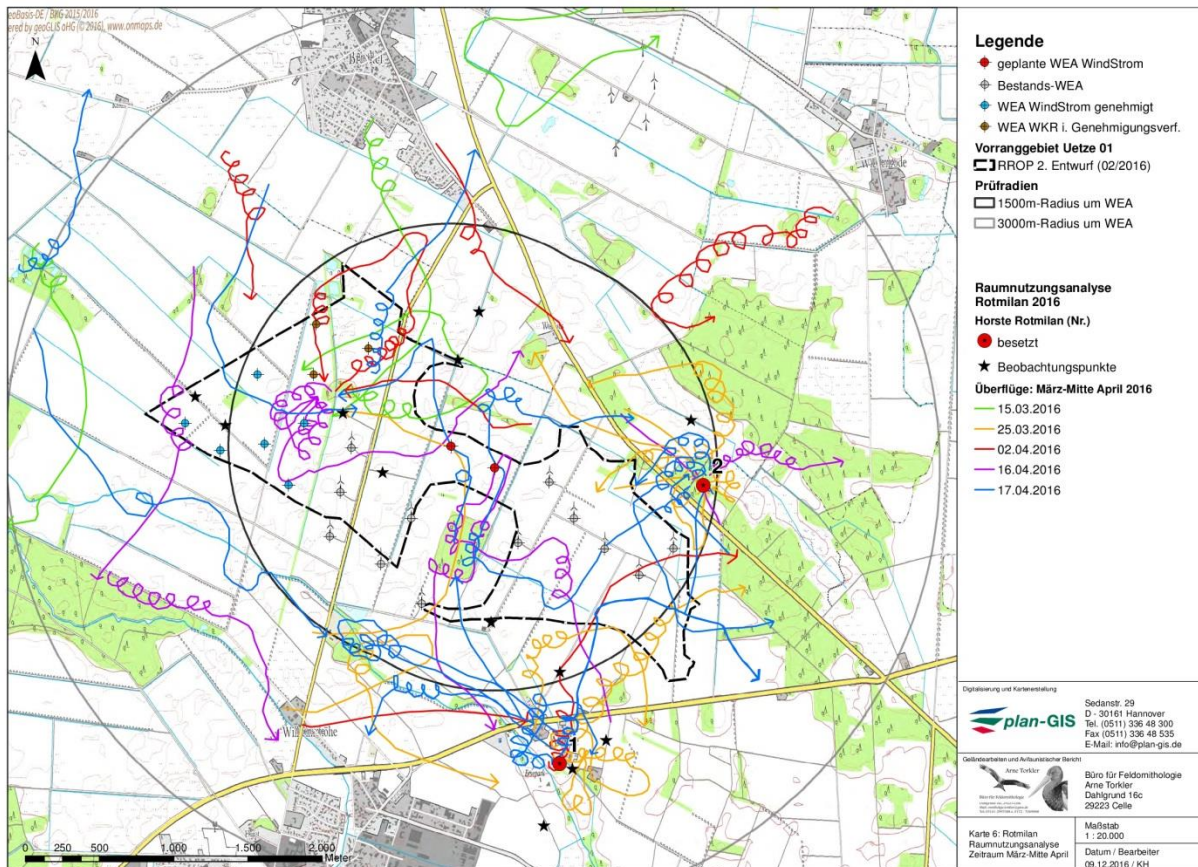 GeoBasis-DE / BKG 2015/2016
ered by geoGLIS oHG (© 2016), www.onmaps.de
N
Legende
geplante WEA WindStrom
Bestands-WEA
WEA WindStrom genehmigt
WEA WKR i. Genehmigungsverf.
Vorranggebiet Uetze 01
RROP 2. Entwurf (02/2016)
Prüfradien
1500m-Radius um WEA
3000m-Radius um WEA
Raumnutzungsanalyse
Rotmilan 2016
Horste Rotmilan (Nr.)
besetzt
Beobachtungspunkte
Überflüge: März-Mitte April 2016
15.03.2016
25.03.2016
02.04.2016
16.04.2016
17.04.2016
2
1
0 250 500 1.000 1.500 2.000
Meter
Digitalisierung und Kartenerstellung
plan-GIS
Sedanstr. 29
D - 30161 Hannover
Tel. (0511) 336 48 300
Fax (0511) 336 48 535
E-Mail: info@plan-gis.de
Geländearbeiten und Avifaunistischer Bericht
Arne Torkler
Büro für Feldornithologie
Büro für Feldornithologie
Arne Torkler
Dahlgrund 16c
29223 Celle
Karte 6: Rotmilan
Raumnutzungsanalyse
Zeitraum März-Mitte April
Maßstab
1 : 20.000
Datum / Bearbeiter
09.12.2016 / KH